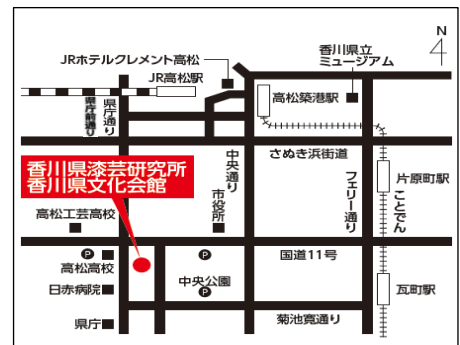 N
JRホテルクレメント高松
香川県立
ミュージアム
JR高松駅
高松築港駅
県庁通り
県庁前通り
さぬき浜街道
中央通り
フェリー通り
片原町駅
ことでん
香川県漆芸研究所
香川県文化会館
市役所
高松工芸高校
P
P
国道11号
高松高校
日赤病院
中央公園
P
瓦町駅
県庁
菊池寛通り